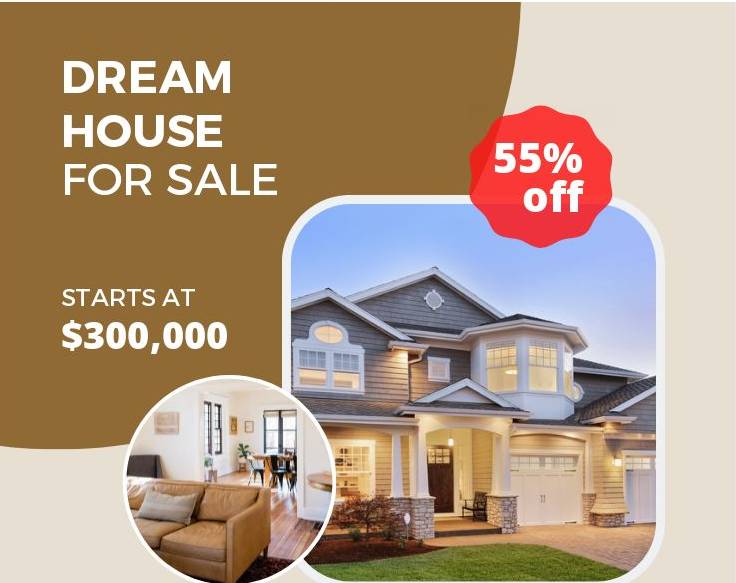 DREAM
HOUSE
FOR SALE
55%
off
STARTS AT
$300,000